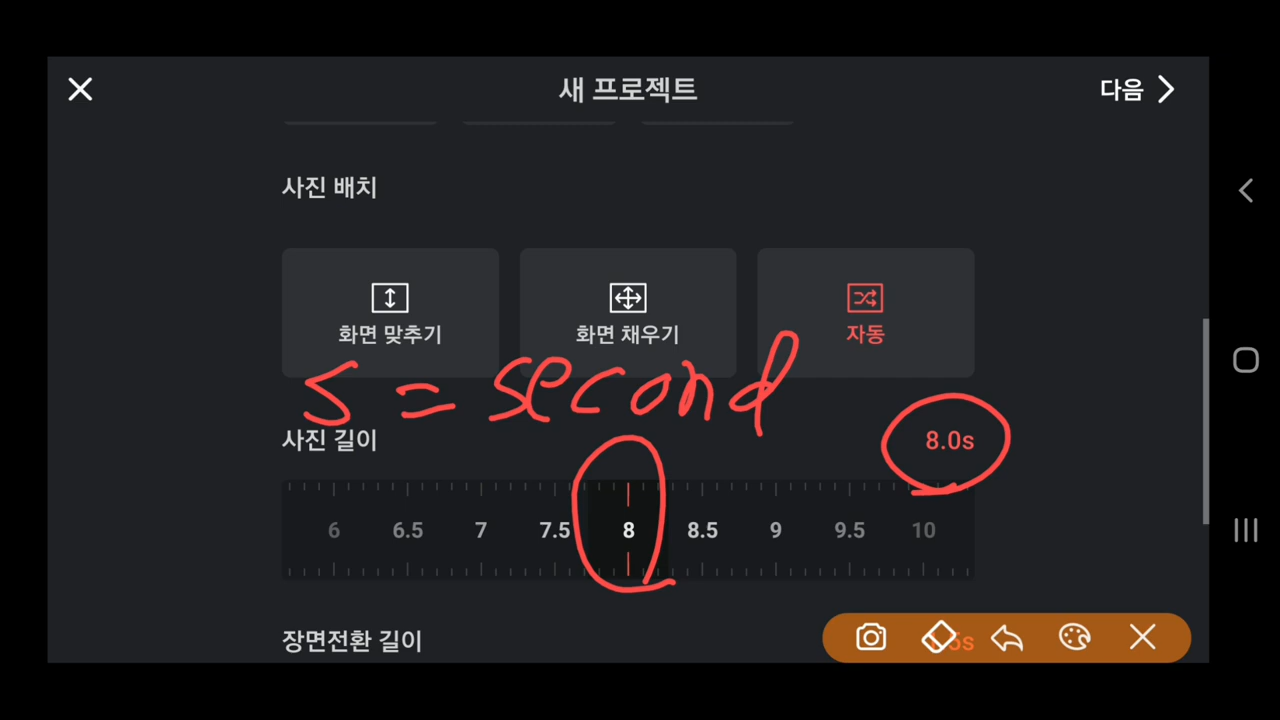 새 프로젝트
다음
사진 배치
화면 맞추기
화면 채우기
자동
s = second
사진 길이
8.0s
6 6.5 7 7.5 8 8.5 9 9.5 10
장면전환 길이